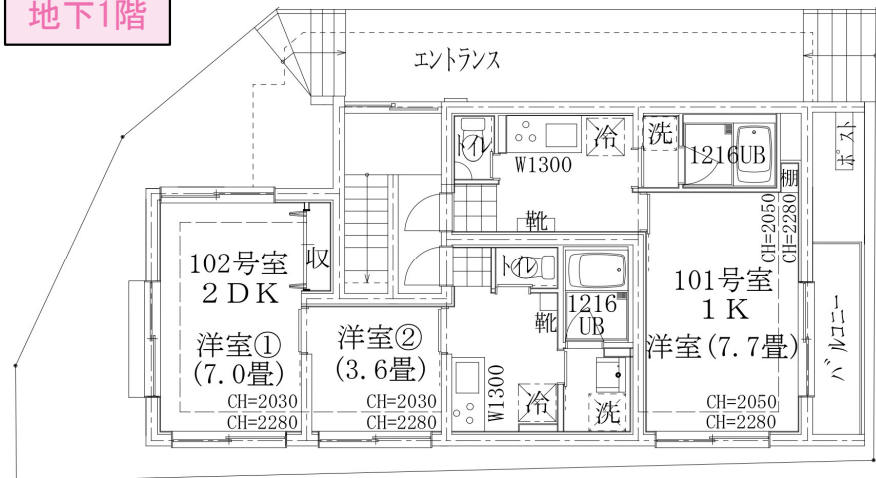 地下1階
エントランス
トイレ
W1300
冷
洗
1216UB
ポスト
棚
CH=2050
CH=2280
靴
102号室
2DK
収
洋室①
(7.0畳)
CH=2030
CH=2280
洋室②
(3.6畳)
CH=2030
CH=2280
トイレ
靴
1216
UB
W1300
冷
洗
101号室
1K
洋室(7.7畳)
CH=2050
CH=2280
バルコニー